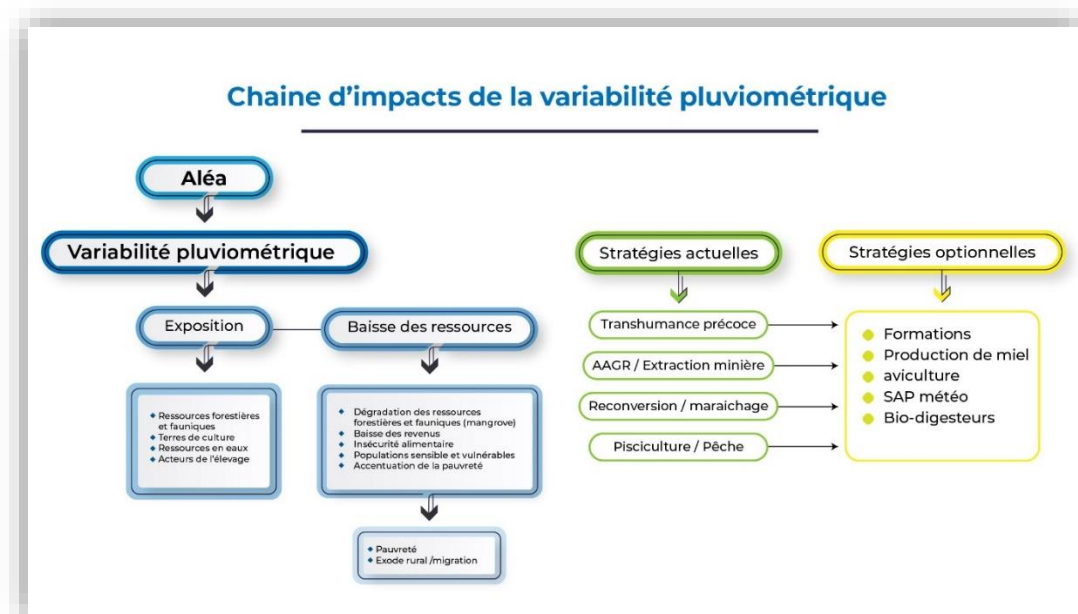 Chaine d'impacts de la variabilité pluviométrique
Aléa
Variabilité pluviométrique
Exposition
Baisse des ressources
Ressources forestières
et fauniques
Terres de culture
Ressources en eaux
Acteurs de l'élevage
Dégradation des ressources
forestières et fauniques (mangrove)
Baisse des revenus
Insécurité alimentaire
Populations sensible et vulnérables
Accentuation de la pauvreté
Pauvreté
Exode rural /migration
Stratégies actuelles
Transhumance précoce
AAGR / Extraction minière
Reconversion / maraichage
Pisciculture / Pêche
Stratégies optionnelles
Formations
Production de miel
aviculture
SAP météo
Bio-digesteurs